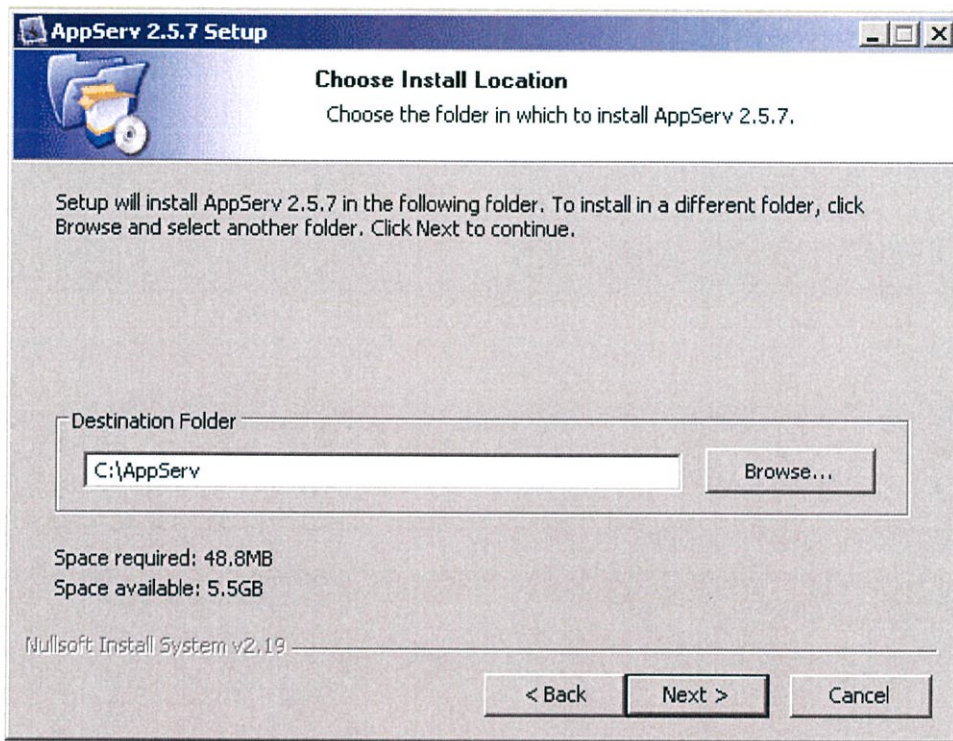 AppServ 2.5.7 Setup
Choose Install Location
Choose the folder in which to install AppServ 2.5.7.
Setup will install AppServ 2.5.7 in the following folder. To install in a different folder, click
Browse and select another folder. Click Next to continue.
Destination Folder
C:\AppServ
Browse...
Space required: 48.8MB
Space available: 5.5GB
Nullsoft Install System v2.19
< Back
Next >
Cancel